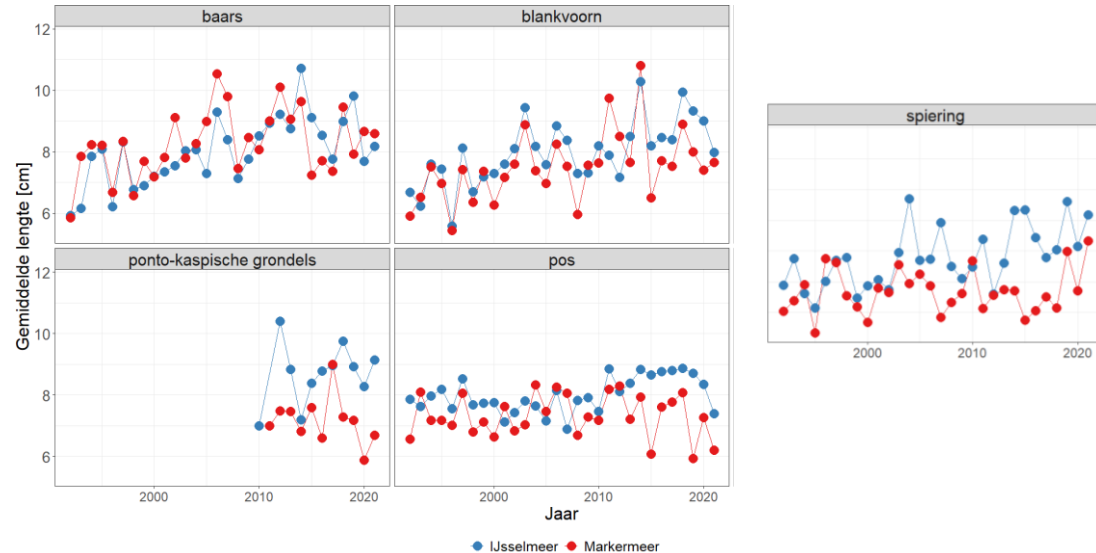 baars
blankvoorn
spiering
12
10
8
6
Gemiddelde lengte [cm]
ponto-kaspische grondels
pos
12
10
8
6
2000
2010
2020
2000
2010
2020
2000
2010
2020
Jaar
IJsselmeer
Markermeer